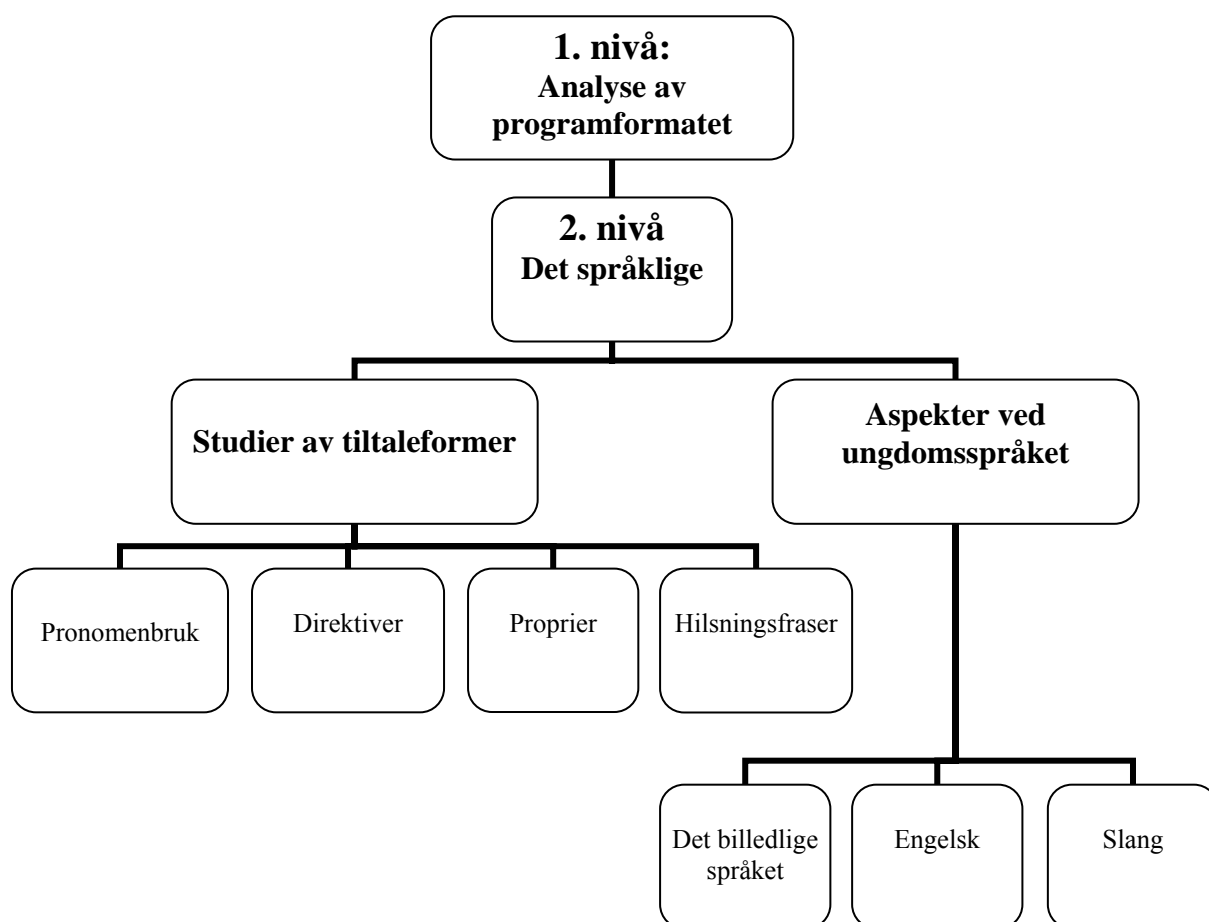 1. nivå:
Analyse av
programformatet
2. nivå
Det språklige
Studier av tiltaleformer
Aspekter ved
ungdomsspråket
Pronomenbruk
Direktiver
Proprier
Hilsningsfraser
Det billedlige
språket
Engelsk
Slang